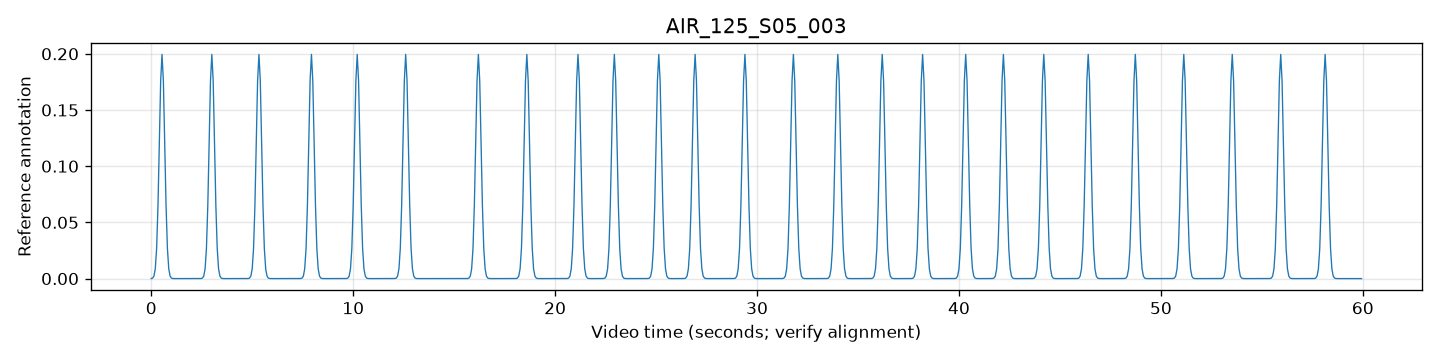 AIR_125_S05_003
Reference annotation
0.20
0.15
0.10
0.05
0.00
0 10 20 30 40 50 60
Video time (seconds; verify alignment)